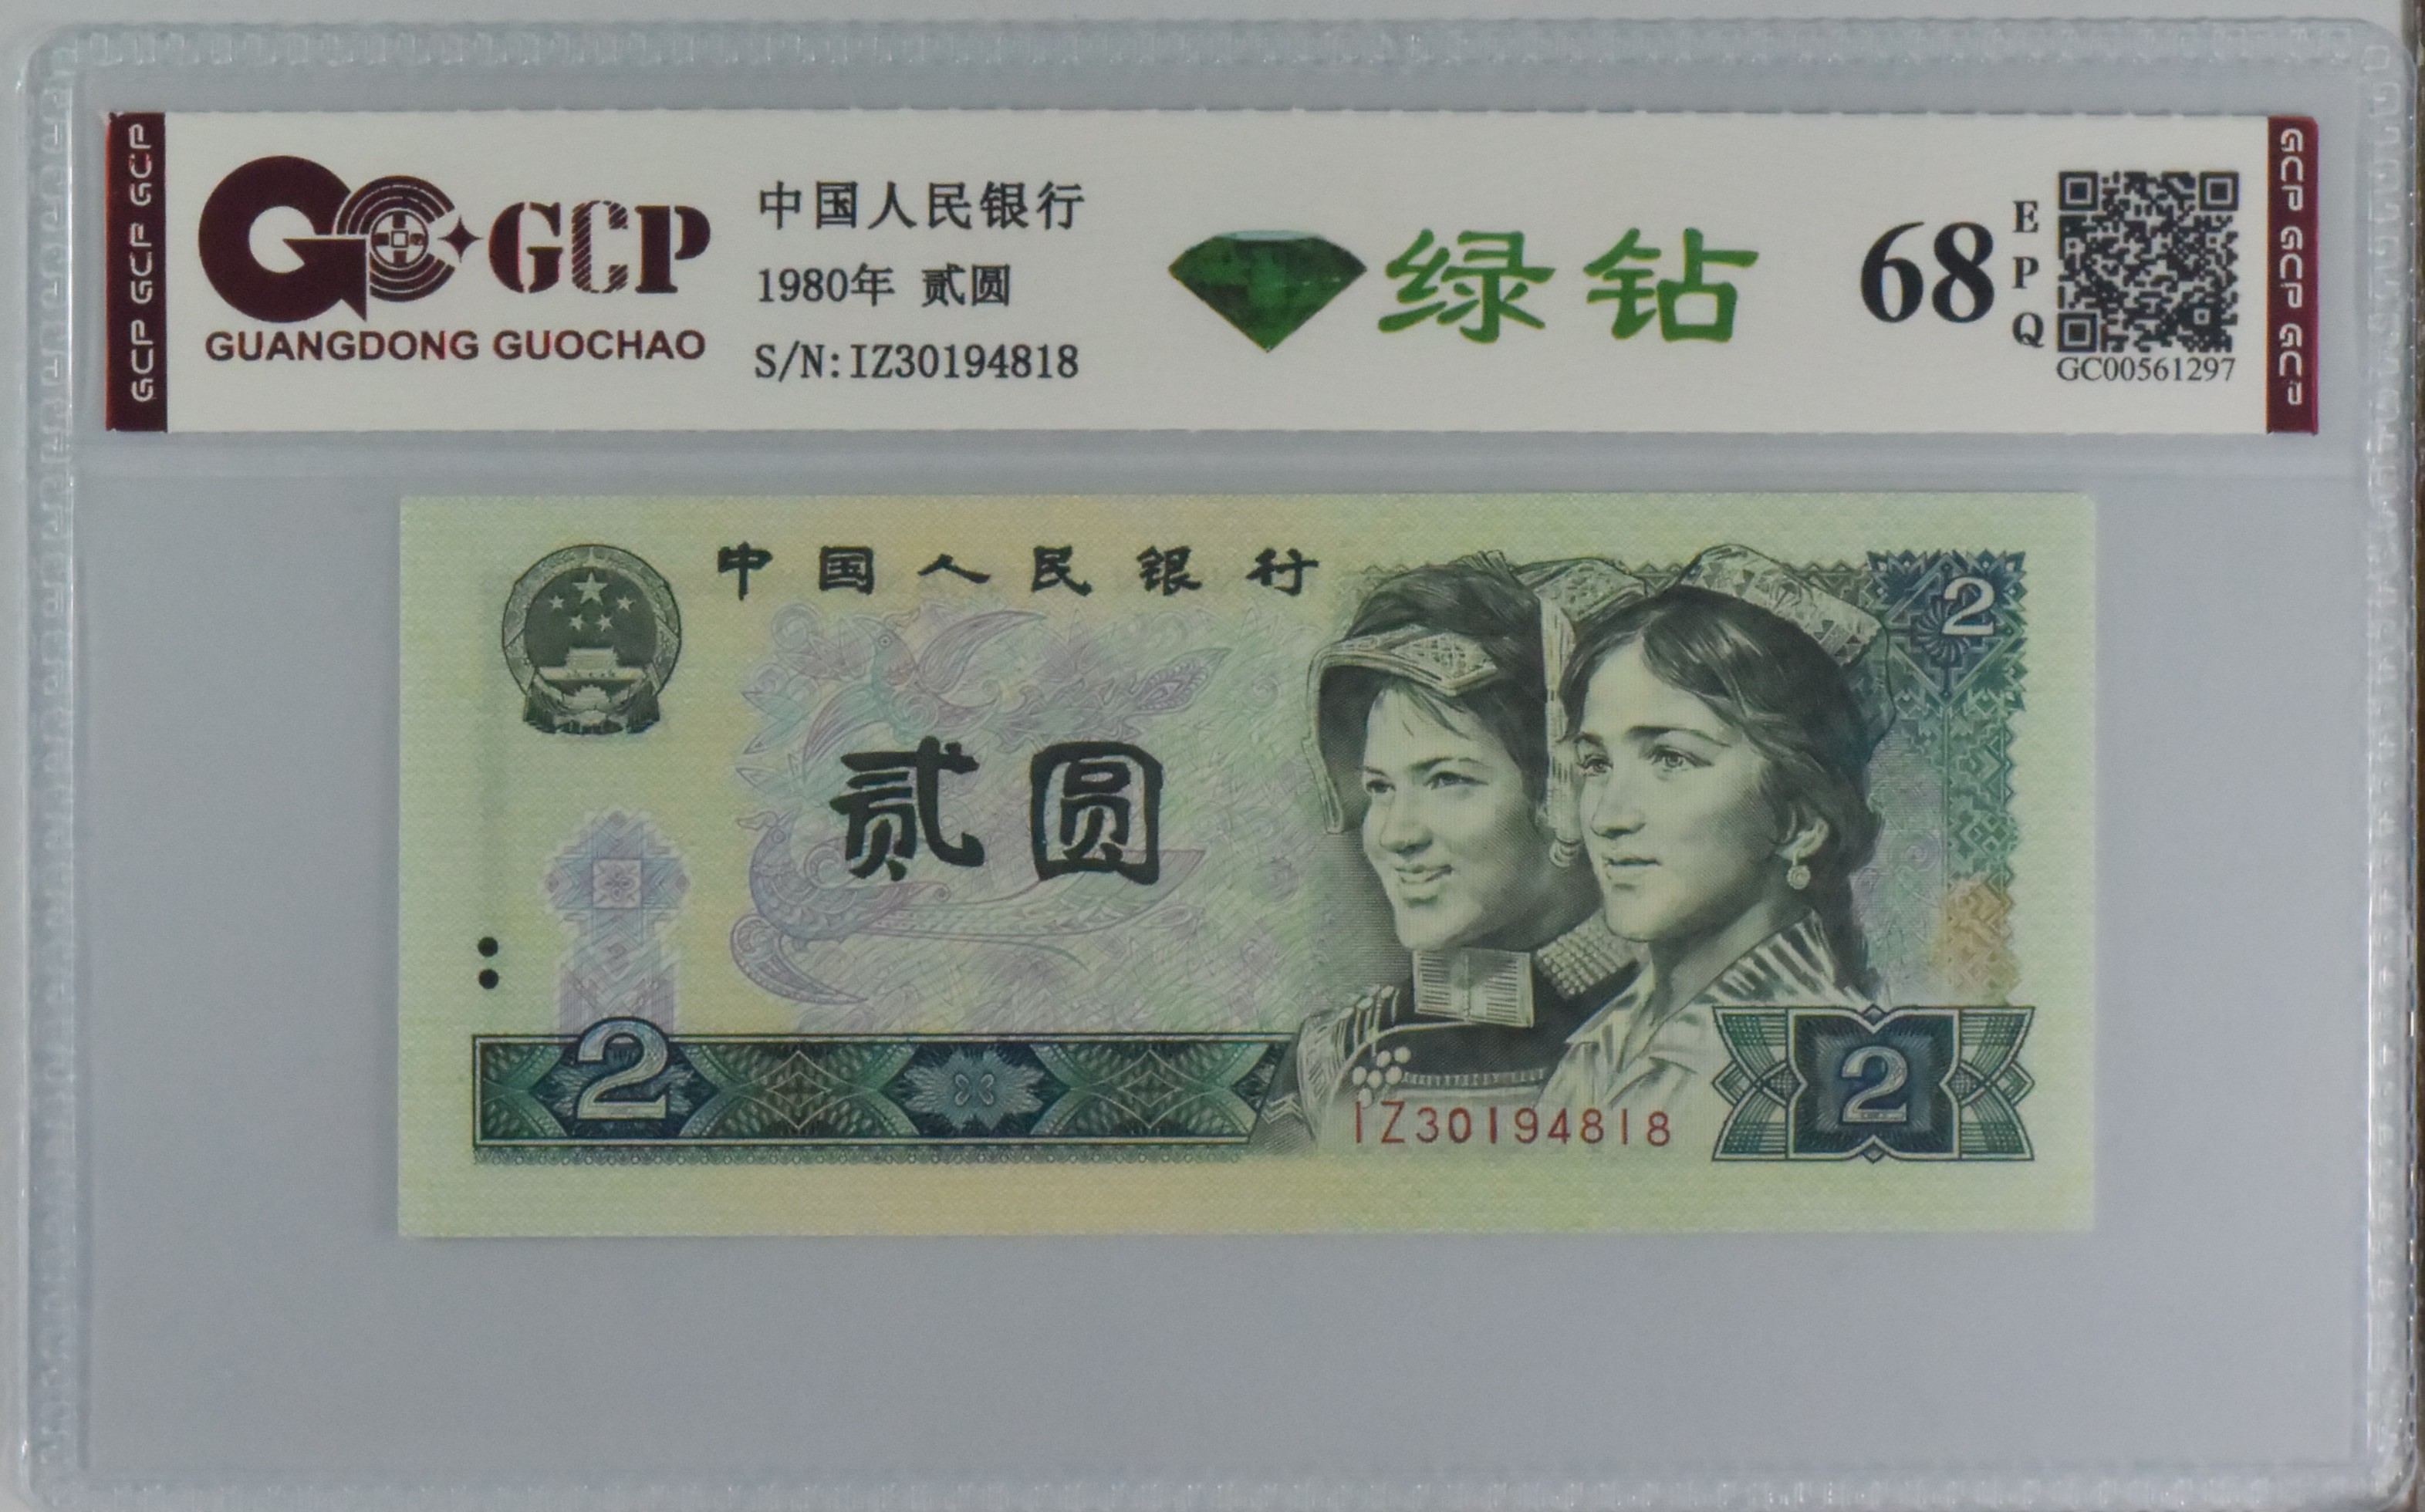 GCP GCP GCP
GCP
GUANGDONG GUOCHAO
中国人民银行
1980年 贰圆
S/N:IZ30194818
绿钻
68
EPQ
GC00561297
GCP GCP GCP
中国人民银行
2
贰圆
2
IZ30194818
2